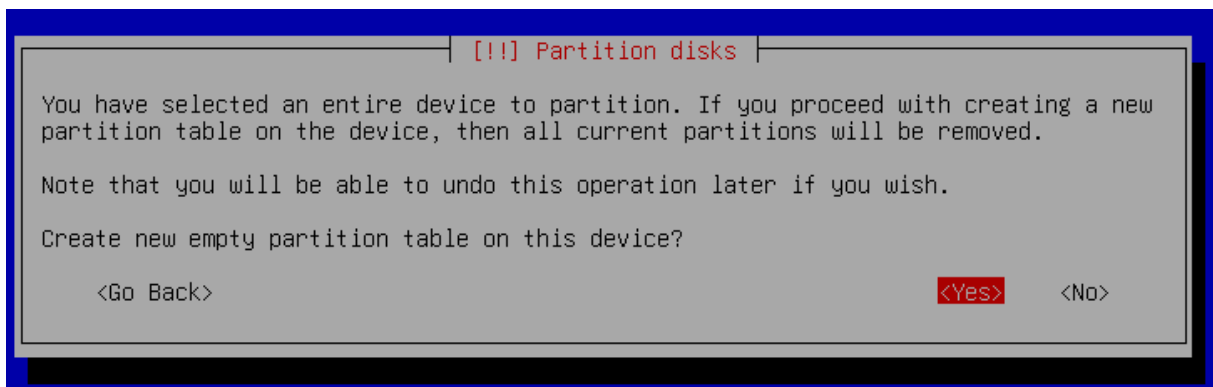 [!!] Partition disks
You have selected an entire device to partition. If you proceed with creating a new
partition table on the device, then all current partitions will be removed.
Note that you will be able to undo this operation later if you wish.
Create new empty partition table on this device?
<Go Back> <Yes> <No>